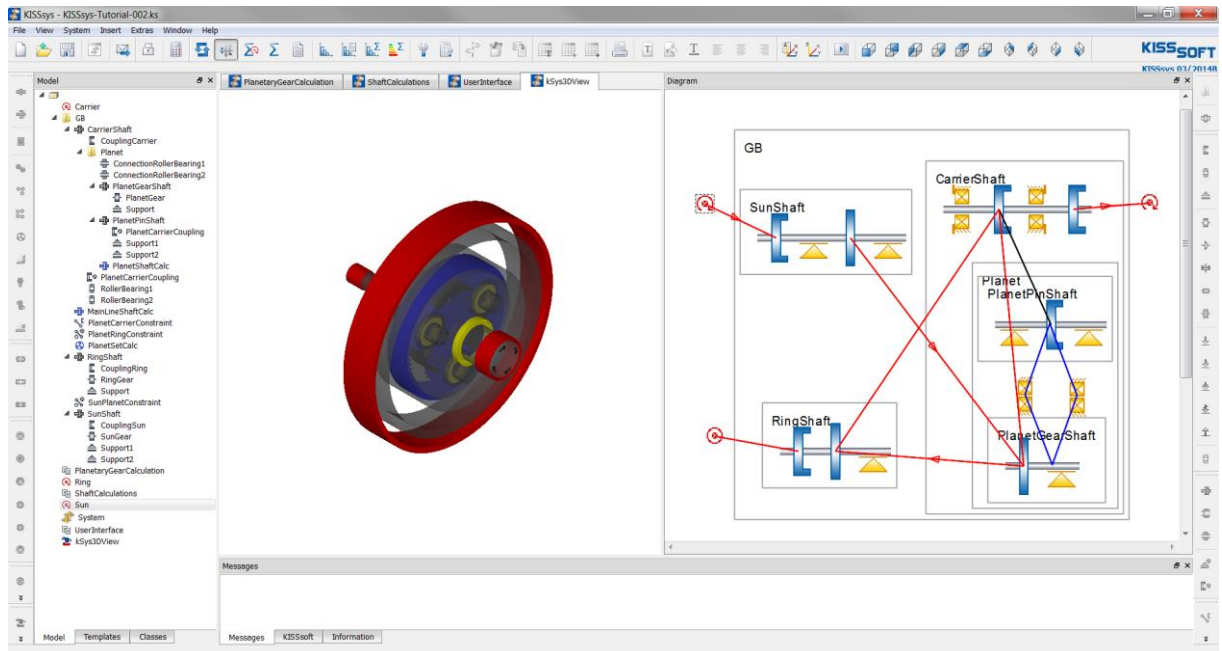 KISSsys - KISSsys-Tutorial-002.ks
File View System Insert Extras Window Help
KISSsoft
KISSsys 03/2014B
Model
Carrier
GB
CarrierShaft
CouplingCarrier
Planet
ConnectionRollerBearing1
ConnectionRollerBearing2
PlanetGearShaft
PlanetGear
Support
PlanetPinShaft
PlanetCarrierCoupling
Support1
Support2
PlanetShaftCalc
PlanetCarrierCoupling
RollerBearing1
RollerBearing2
MainLineShaftCalc
PlanetCarrierConstraint
PlanetRingConstraint
PlanetSetCalc
RingShaft
CouplingRing
RingGear
Support
SunPlanetConstraint
SunShaft
CouplingSun
SunGear
Support1
Support2
PlanetaryGearCalculation
Ring
ShaftCalculations
Sun
System
UserInterface
kSys3DView
Model Templates Classes
PlanetaryGearCalculation ShaftCalculations UserInterface kSys3DView
Diagram
GB
SunShaft
CarrierShaft
Planet
PlanetPinShaft
RingShaft
PlanetGearShaft
Messages
Messages KISSsoft Information